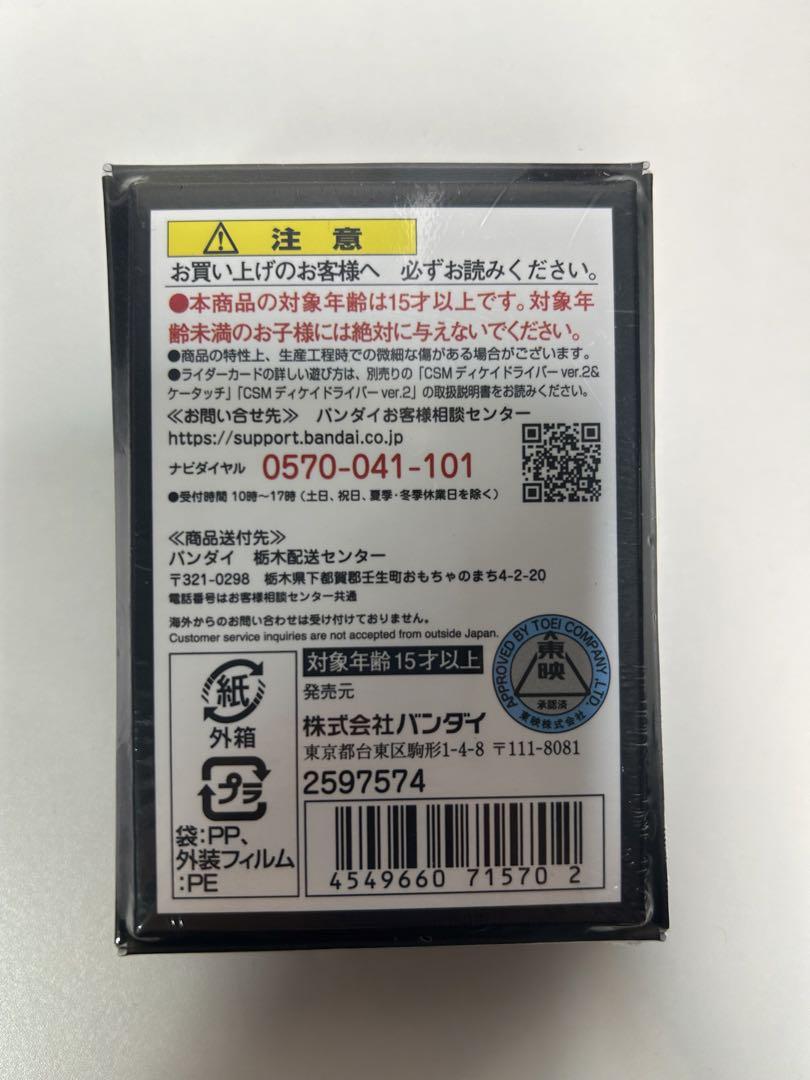 注意
お買い上げのお客様へ 必ずお読みください。
●本商品の対象年齢は15才以上です。対象年
齢未満のお子様には絶対に与えないでください。
●商品の特性上、生産工程時での微細な傷がある場合がございます。
●ライダーカードの詳しい遊び方は、別売りの「CSM ディケイドライバー ver.2&
ケータッチ」「CSM ディケイドライバー ver.2」の取扱説明書をお読みください。
≪お問い合せ先≫ バンダイお客様相談センター
https://support.bandai.co.jp
ナビダイヤル 0570-041-101
●受付時間 10時〜17時(土日、祝日、夏季・冬季休業日を除く)
≪商品送付先≫
バンダイ 栃木配送センター
〒321-0298 栃木県下都賀郡壬生町おもちゃのまち4-2-20
電話番号はお客様相談センター共通
海外からのお問い合わせは受け付けておりません。
Customer service inquiries are not accepted from outside Japan.
紙
外箱
プラ
袋:PP、
外装フィルム
:PE
対象年齢15才以上
発売元
株式会社バンダイ
東京都台東区駒形1-4-8 〒111-8081
2597574
4549660 71570 2
APPROVED BY TOEI COMPANY, LTD.
東映
承認済
東映株式会社